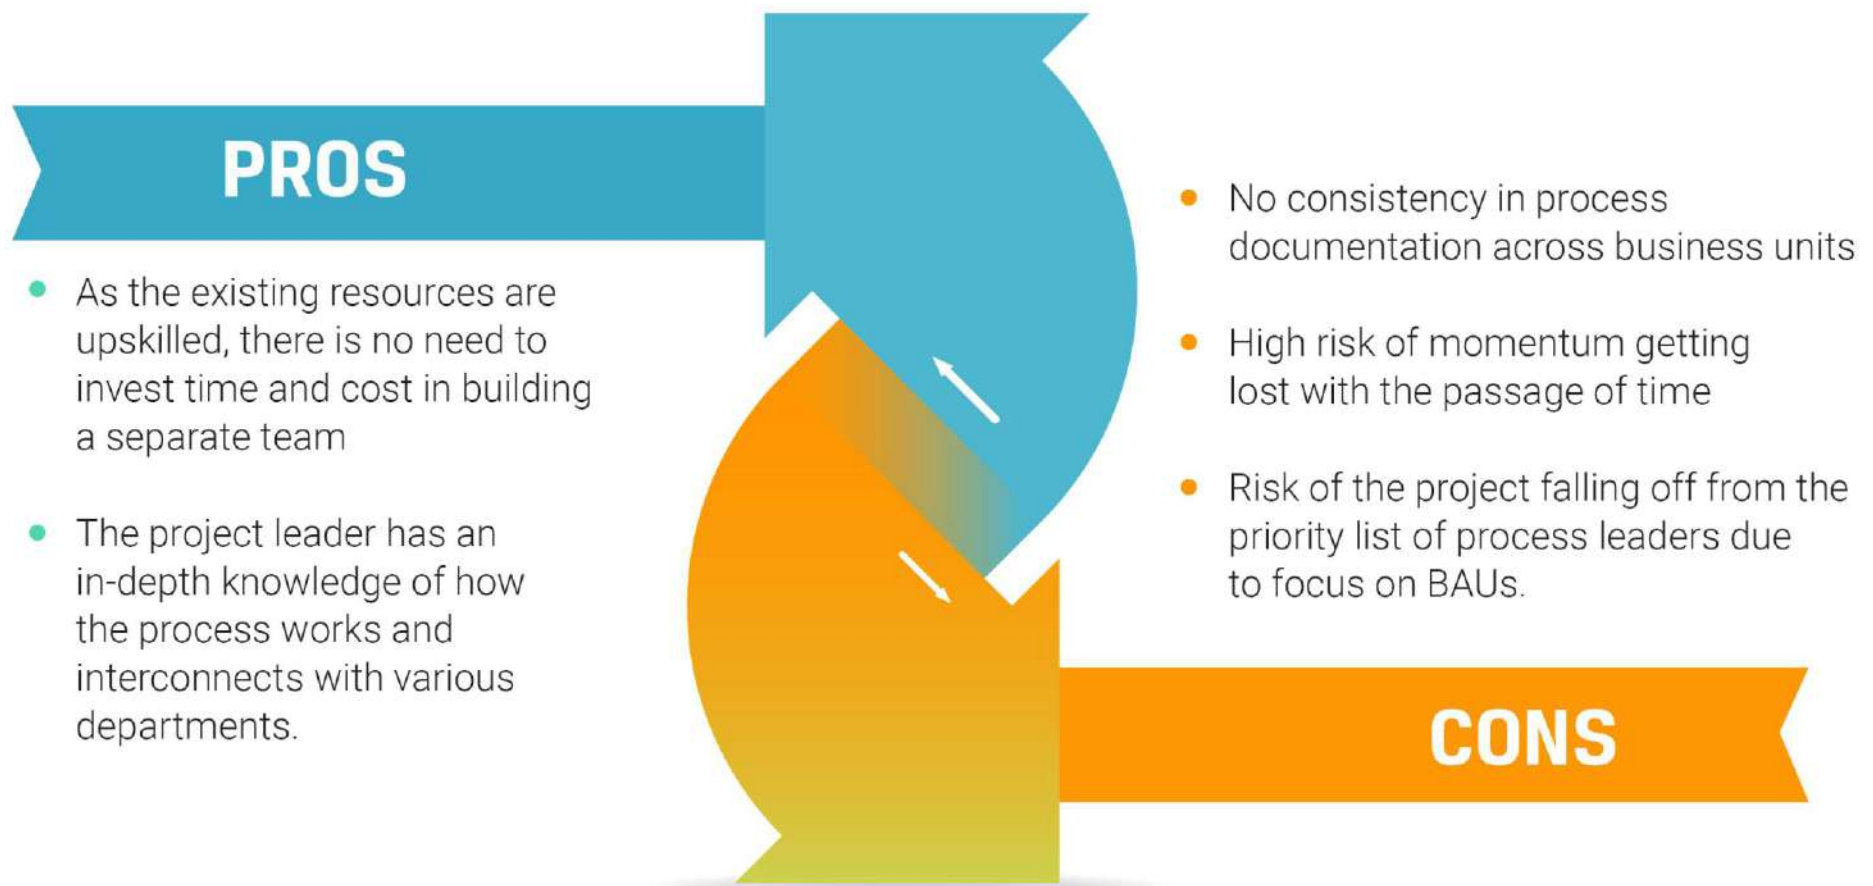 PROS
As the existing resources are
upskilled, there is no need to
invest time and cost in building
a separate team
The project leader has an
in-depth knowledge of how
the process works and
interconnects with various
departments.
No consistency in process
documentation across business units
High risk of momentum getting
lost with the passage of time
Risk of the project falling off from the
priority list of process leaders due
to focus on BAUs.
CONS